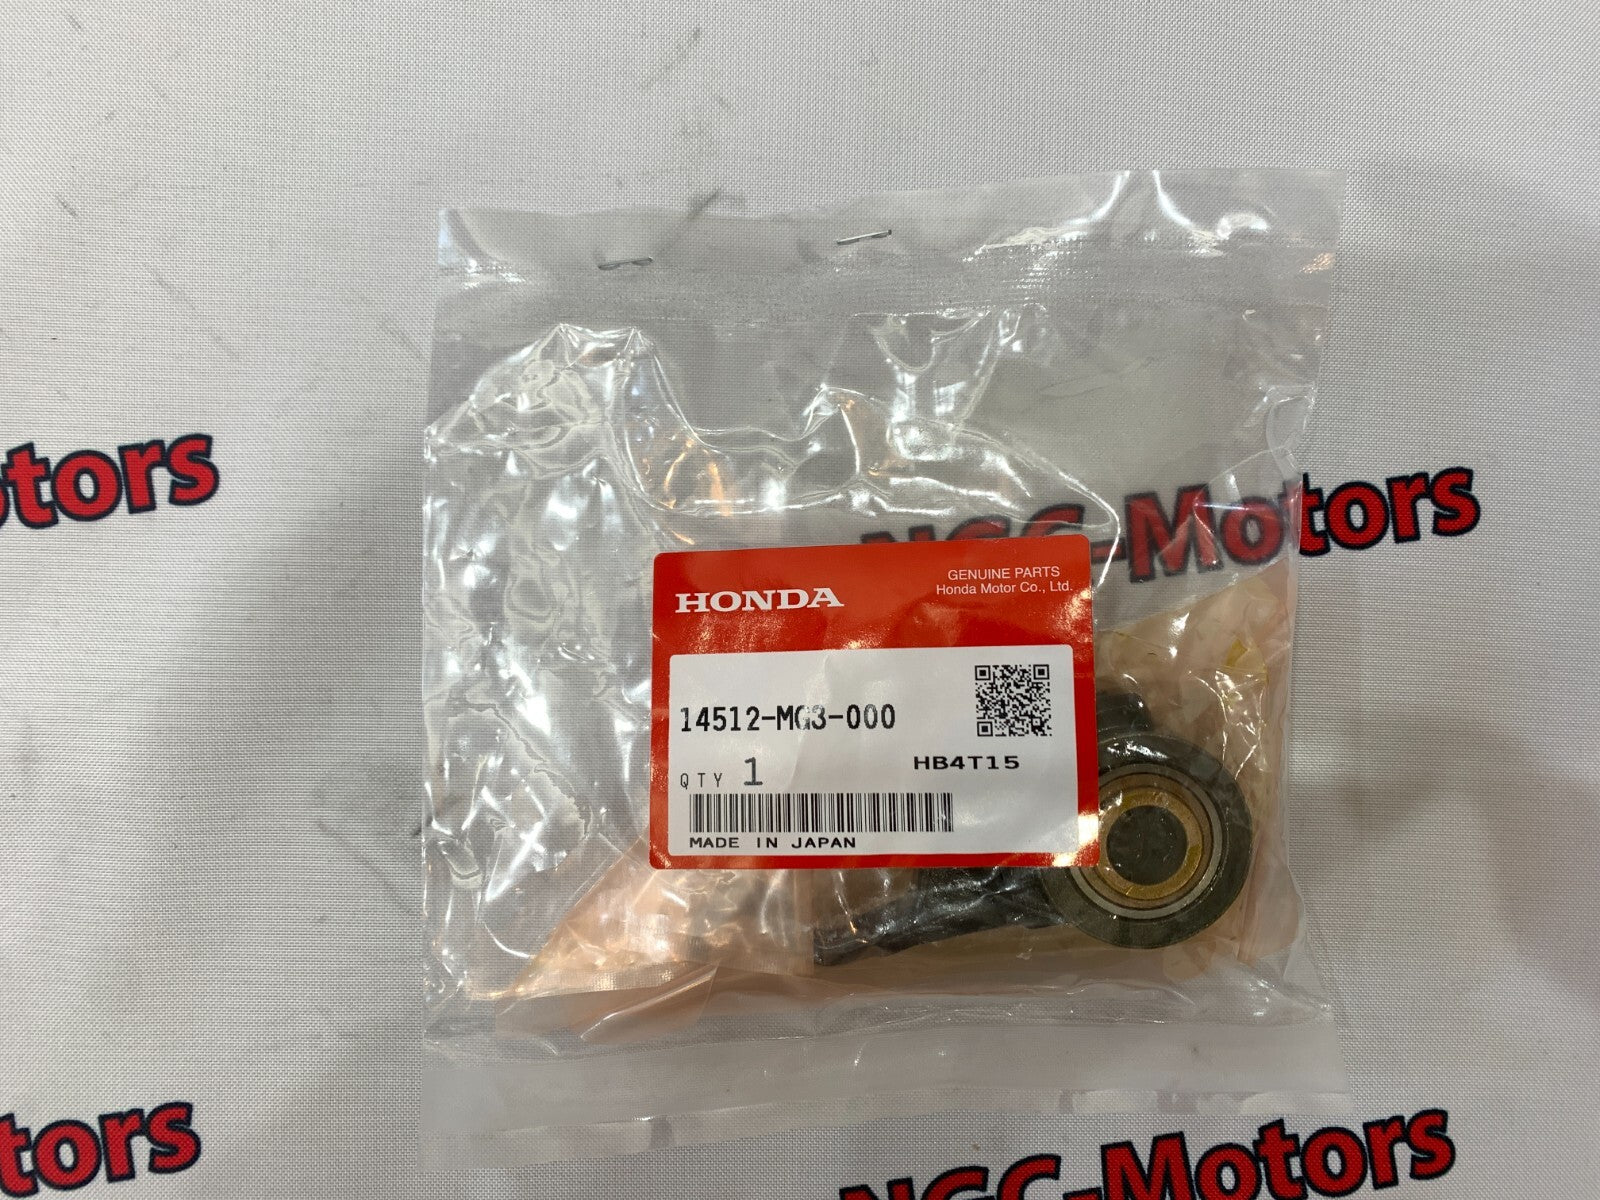 otors
NGC-Motors
HONDA
GENUINE PARTS
Honda Motor Co., Ltd.
14512-MG3-000
HB4T15
QTY 1
MADE IN JAPAN
tors
NGC-Motors